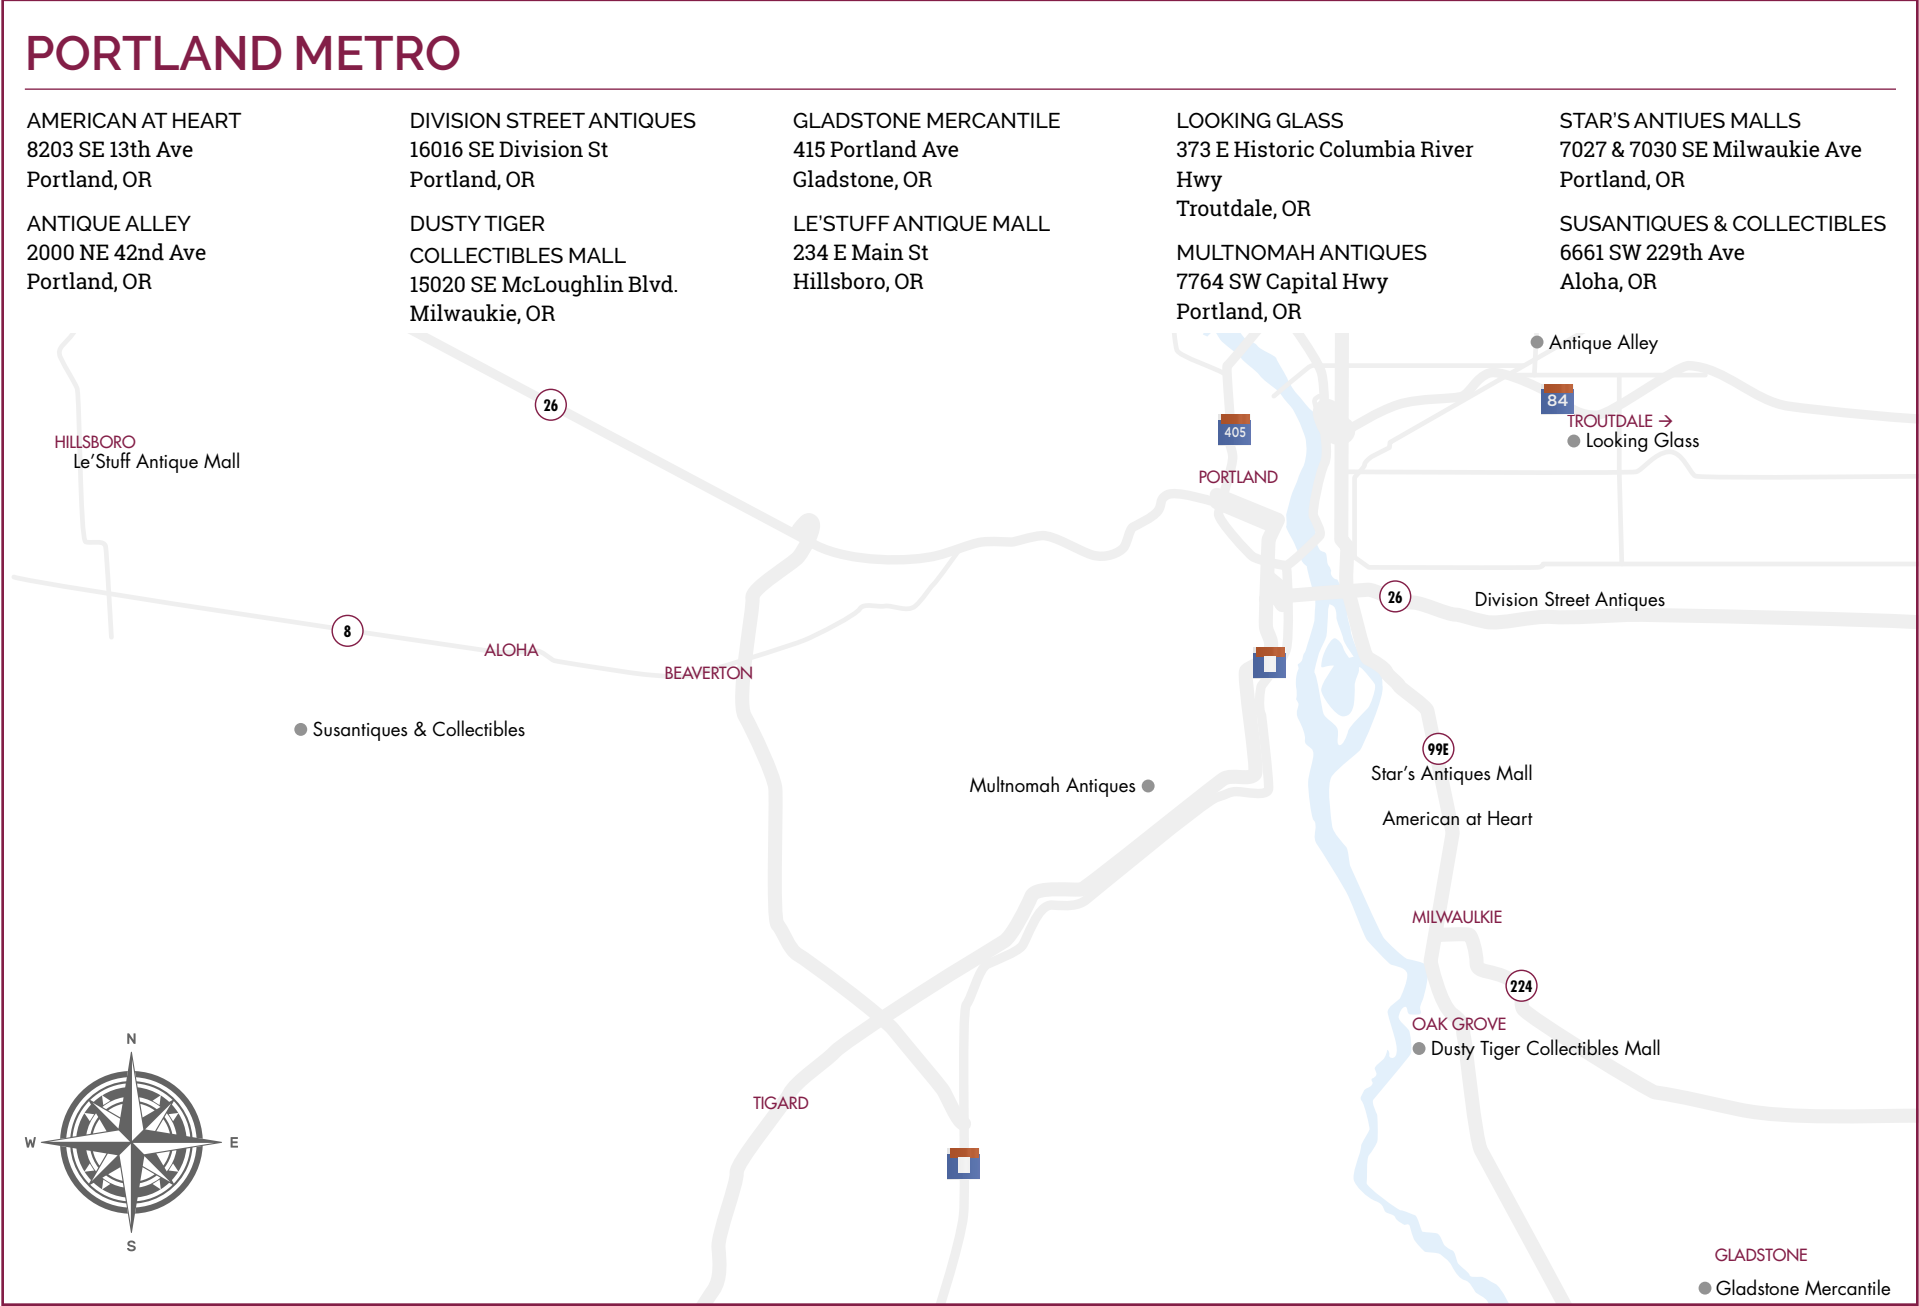 PORTLAND METRO
AMERICAN AT HEART
8203 SE 13th Ave
Portland, OR
ANTIQUE ALLEY
2000 NE 42nd Ave
Portland, OR
DIVISION STREET ANTIQUES
16016 SE Division St
Portland, OR
DUSTY TIGER
COLLECTIBLES MALL
15020 SE McLoughlin Blvd.
Milwaukie, OR
GLADSTONE MERCANTILE
415 Portland Ave
Gladstone, OR
LE'STUFF ANTIQUE MALL
234 E Main St
Hillsboro, OR
LOOKING GLASS
373 E Historic Columbia River
Hwy
Troutdale, OR
MULTNOMAH ANTIQUES
7764 SW Capital Hwy
Portland, OR
STAR'S ANTIUES MALLS
7027 & 7030 SE Milwaukie Ave
Portland, OR
SUSANTIQUES & COLLECTIBLES
6661 SW 229th Ave
Aloha, OR
Antique Alley
26
84
405
TROUTDALE →
Looking Glass
HILLSBORO
Le'Stuff Antique Mall
PORTLAND
26
Division Street Antiques
8
ALOHA
BEAVERTON
Susantiques & Collectibles
99E
Star's Antiques Mall
Multnomah Antiques
American at Heart
MILWAULKIE
224
OAK GROVE
Dusty Tiger Collectibles Mall
N
W
E
S
TIGARD
GLADSTONE
Gladstone Mercantile